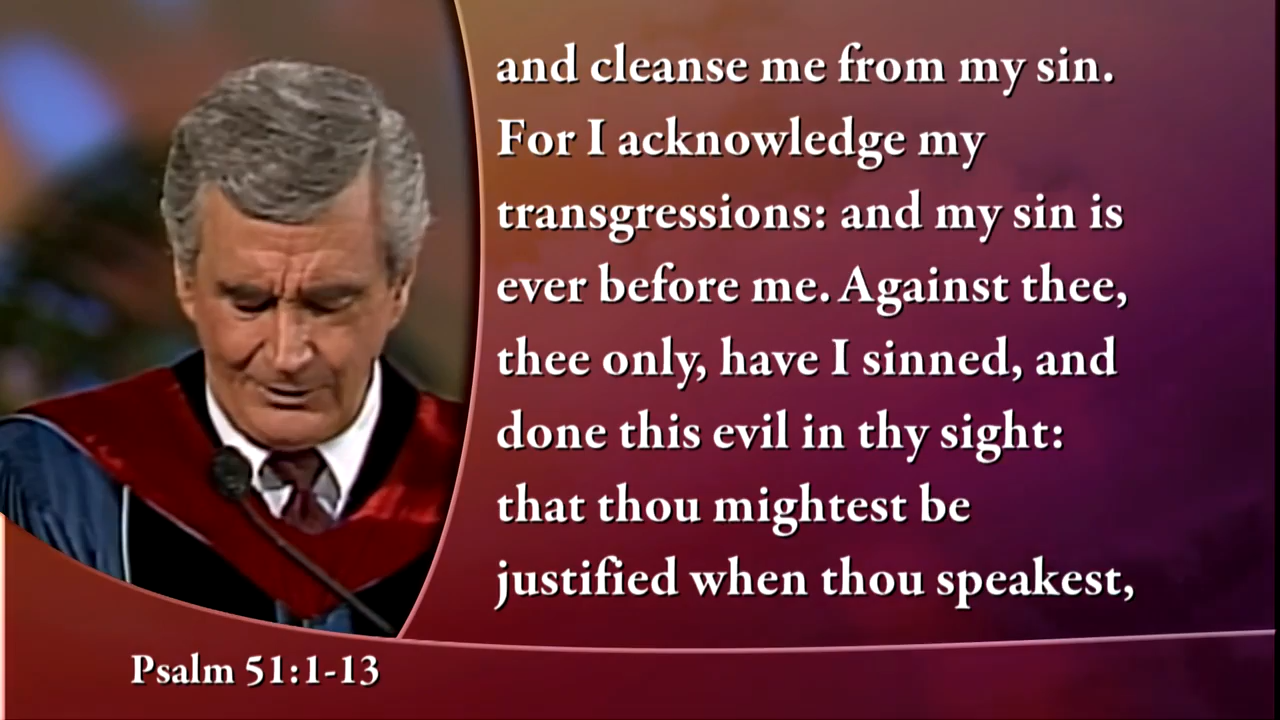 and cleanse me from my sin.
For I acknowledge my
transgressions: and my sin is
ever before me. Against thee,
thee only, have I sinned, and
done this evil in thy sight:
that thou mightest be
justified when thou speakest,
Psalm 51:1-13